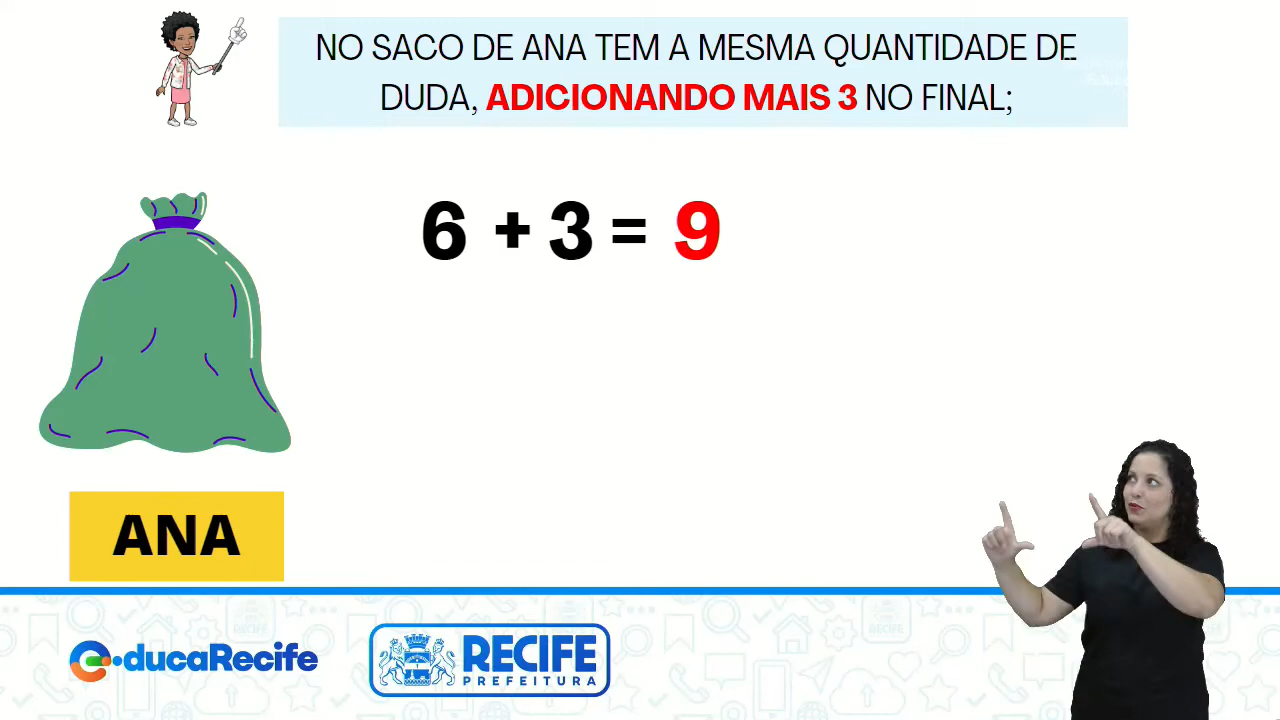 NO SACO DE ANA TEM A MESMA QUANTIDADE DE
DUDA, ADICIONANDO MAIS 3 NO FINAL;
6 + 3 = 9
ANA
ducaRecife
RECIFE
PREFEITURA